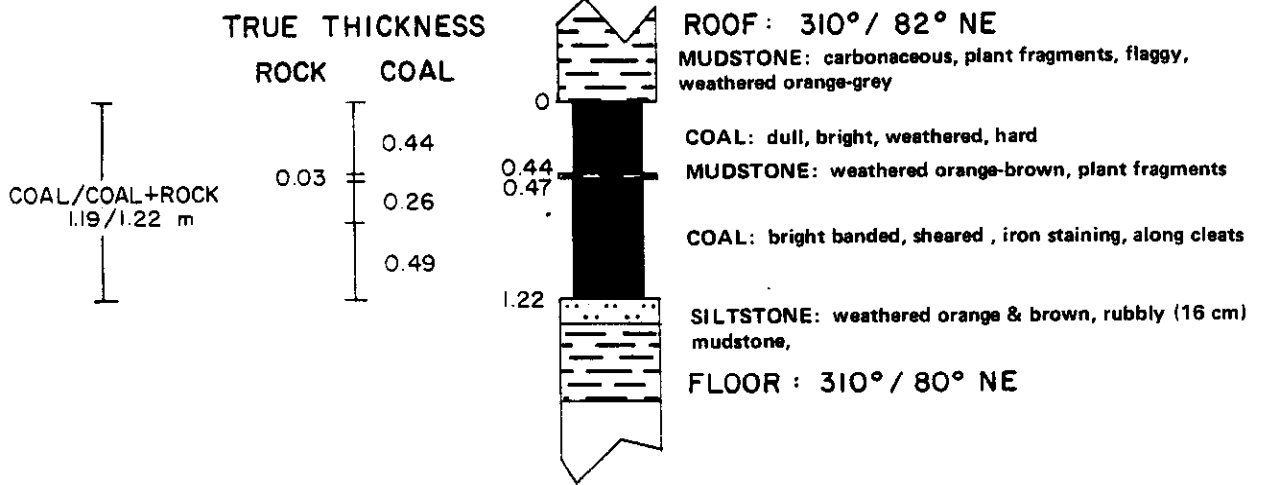 TRUE THICKNESS
ROCK COAL
ROOF : 310°/ 82° NE
MUDSTONE: carbonaceous, plant fragments, flaggy,
weathered orange-grey
0
0.44
COAL: dull, bright, weathered, hard
0.03
0.44
MUDSTONE: weathered orange-brown, plant fragments
0.47
COAL/COAL+ROCK
1.19/1.22 m
0.26
COAL: bright banded, sheared , iron staining, along cleats
0.49
1.22
SILTSTONE: weathered orange & brown, rubbly (16 cm)
mudstone,
FLOOR : 310°/ 80° NE